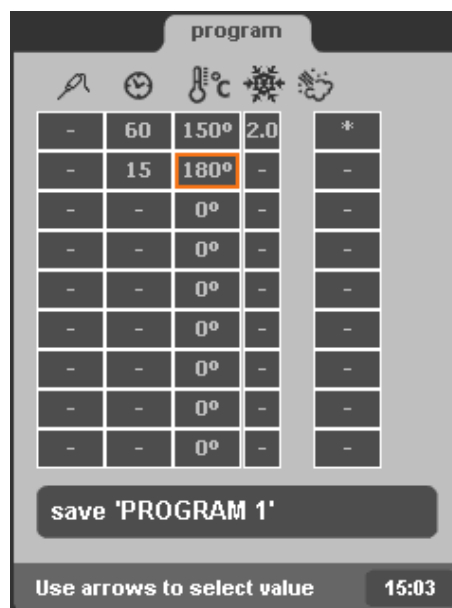 program
°C
- 60 150º 2.0 *
- 15 180º - -
- - 0º - -
- - 0º - -
- - 0º - -
- - 0º - -
- - 0º - -
- - 0º - -
- - 0º - -
save 'PROGRAM 1'
Use arrows to select value 15:03